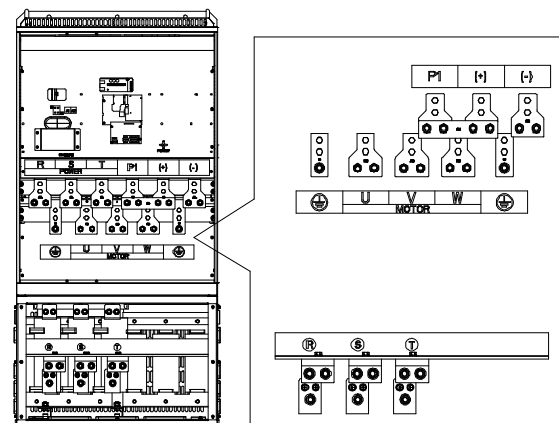 R S T P1 (+) (-)
POWER
U V W
MOTOR
R S T
P1 (+) (-)
U V W
MOTOR
R S T